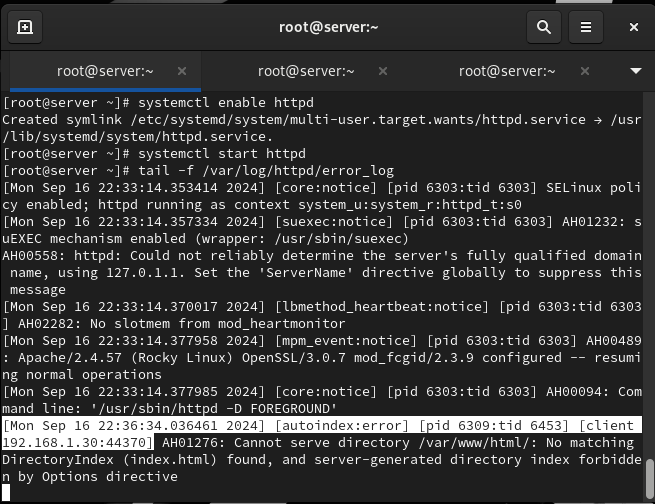 root@server:~
root@server:~
root@server:~
root@server:~
[root@server ~]# systemctl enable httpd
Created symlink /etc/systemd/system/multi-user.target.wants/httpd.service → /usr
/lib/systemd/system/httpd.service.
[root@server ~]# systemctl start httpd
[root@server ~]# tail -f /var/log/httpd/error_log
[Mon Sep 16 22:33:14.353414 2024] [core:notice] [pid 6303:tid 6303] SELinux poli
cy enabled; httpd running as context system_u:system_r:httpd_t:s0
[Mon Sep 16 22:33:14.357334 2024] [suexec:notice] [pid 6303:tid 6303] AH01232: s
uEXEC mechanism enabled (wrapper: /usr/sbin/suexec)
AH00558: httpd: Could not reliably determine the server's fully qualified domain
 name, using 127.0.1.1. Set the 'ServerName' directive globally to suppress this
 message
[Mon Sep 16 22:33:14.370017 2024] [lbmethod_heartbeat:notice] [pid 6303:tid 6303
] AH02282: No slotmem from mod_heartmonitor
[Mon Sep 16 22:33:14.377958 2024] [mpm_event:notice] [pid 6303:tid 6303] AH00489
: Apache/2.4.57 (Rocky Linux) OpenSSL/3.0.7 mod_fcgid/2.3.9 configured -- resumi
ng normal operations
[Mon Sep 16 22:33:14.377985 2024] [core:notice] [pid 6303:tid 6303] AH00094: Com
mand line: '/usr/sbin/httpd -D FOREGROUND'
[Mon Sep 16 22:36:34.036461 2024] [autoindex:error] [pid 6309:tid 6453] [client 
192.168.1.30:44370] AH01276: Cannot serve directory /var/www/html/: No matching 
DirectoryIndex (index.html) found, and server-generated directory index forbidde
n by Options directive